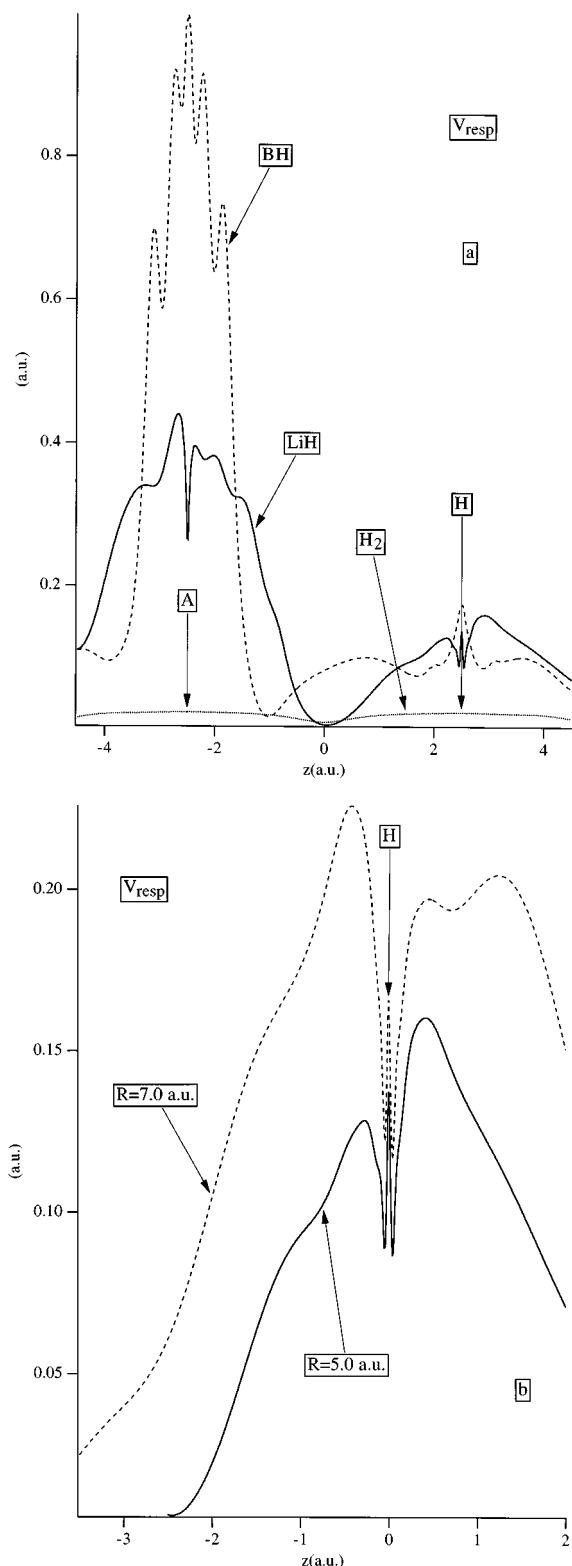 V_resp
BH
0.8
a
0.6
(a.u.)
0.4
LiH
H
H_2
A
0.2
-4 -2 0 2 4
z(a.u.)
H
V_resp
0.20
0.15
R=7.0 a.u.
(a.u.)
0.10
R=5.0 a.u.
b
0.05
-3 -2 -1 0 1 2
z(a.u.)